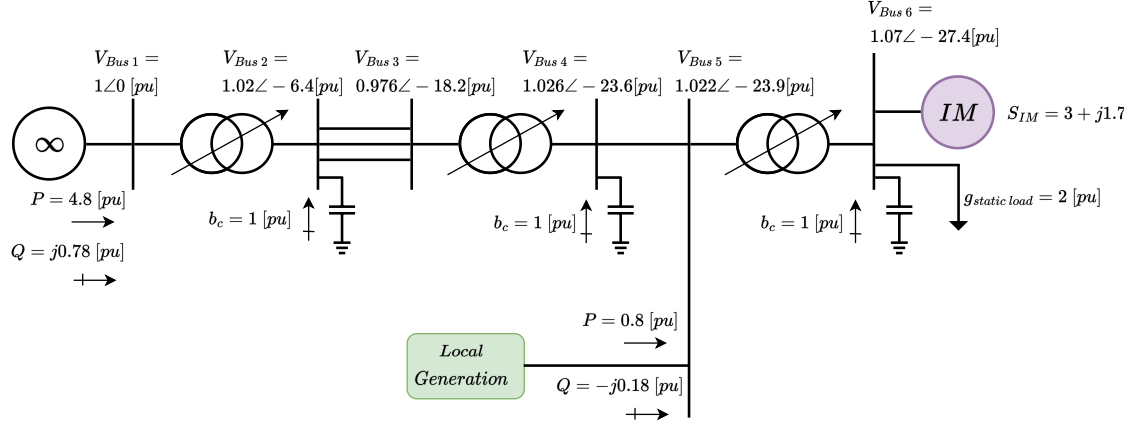 V_{Bus 1} =
1∠0 [pu]
V_{Bus 2} =
1.02∠ − 6.4[pu]
V_{Bus 3} =
0.976∠ − 18.2[pu]
V_{Bus 4} =
1.026∠ − 23.6[pu]
V_{Bus 5} =
1.022∠ − 23.9[pu]
V_{Bus 6} =
1.07∠ − 27.4[pu]
∞
IM
S_{IM} = 3 + j1.7
P = 4.8 [pu]
Q = j0.78 [pu]
b_c = 1 [pu]
b_c = 1 [pu]
b_c = 1 [pu]
g_{static load} = 2 [pu]
P = 0.8 [pu]
Local
Generation
Q = −j0.18 [pu]